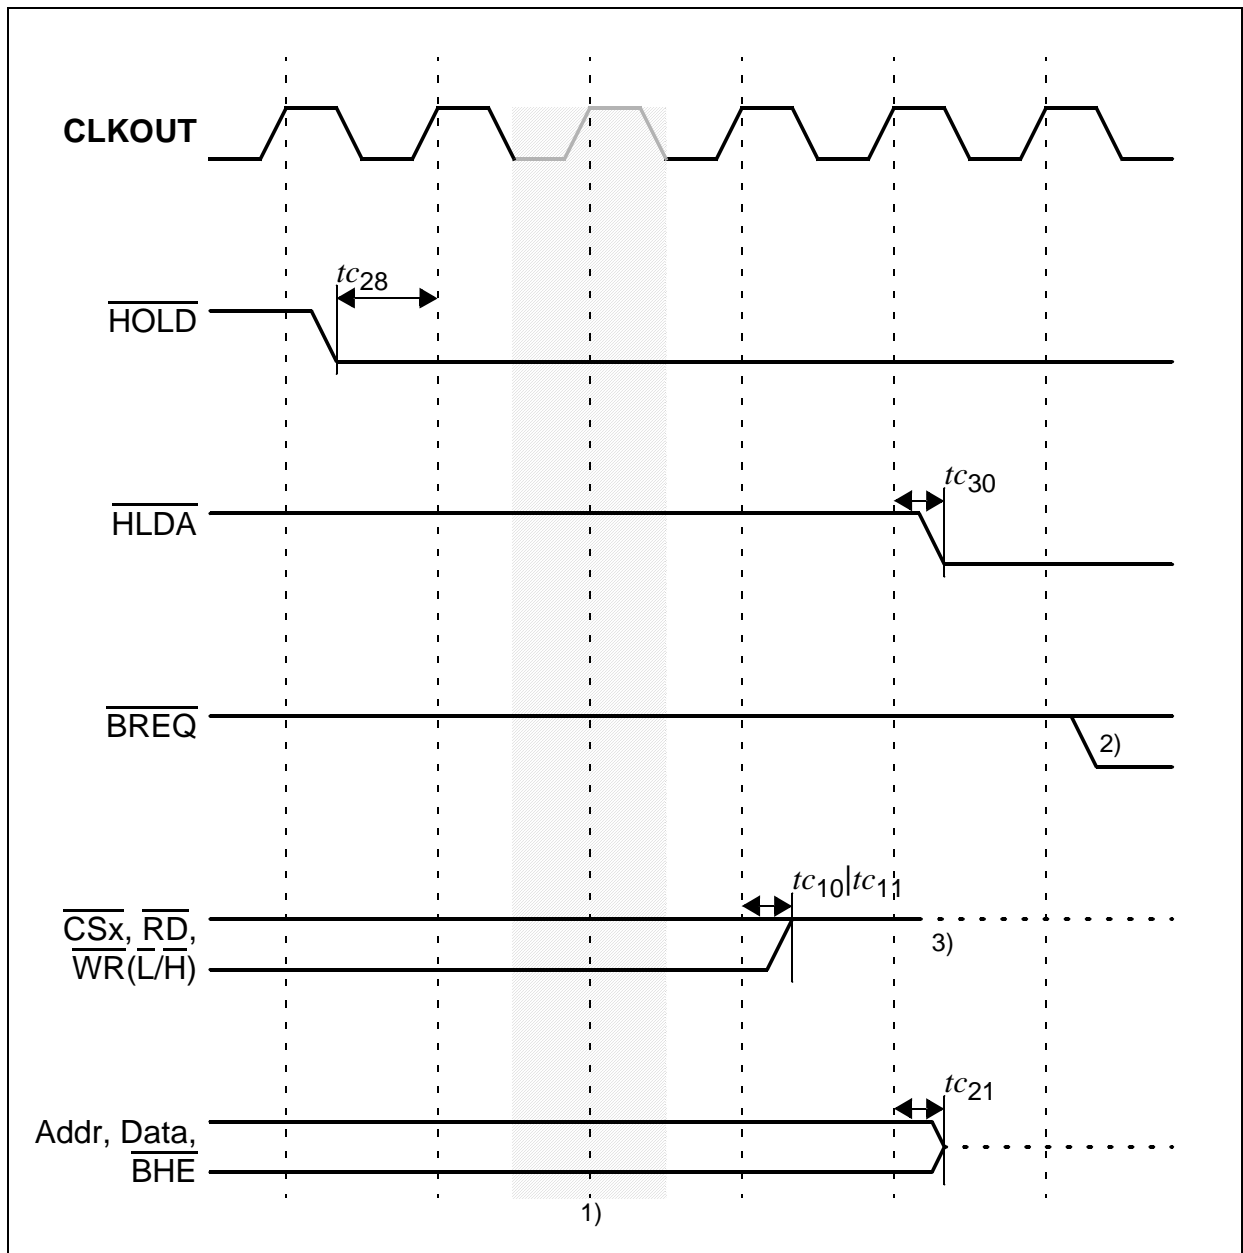 CLKOUT
tc28
HOLD
tc30
HLDA
BREQ
2)
tc10|tc11
CSx, RD,
WR(L/H)
3)
tc21
Addr, Data,
BHE
1)